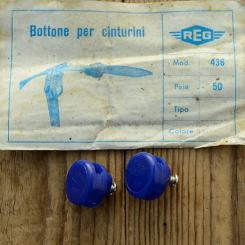 Bottone per cinturini
REG
Mod. 436
Paia 50
Tipo
Colore